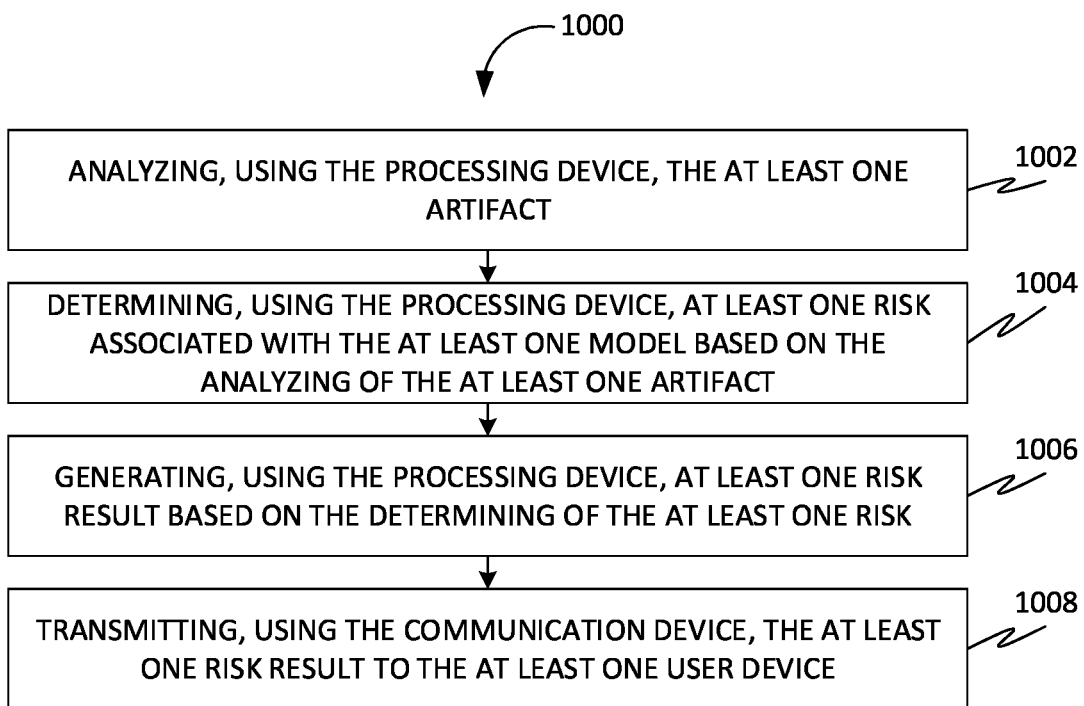 1000
ANALYZING, USING THE PROCESSING DEVICE, THE AT LEAST ONE
ARTIFACT
1002
DETERMINING, USING THE PROCESSING DEVICE, AT LEAST ONE RISK
ASSOCIATED WITH THE AT LEAST ONE MODEL BASED ON THE
ANALYZING OF THE AT LEAST ONE ARTIFACT
1004
GENERATING, USING THE PROCESSING DEVICE, AT LEAST ONE RISK
RESULT BASED ON THE DETERMINING OF THE AT LEAST ONE RISK
1006
TRANSMITTING, USING THE COMMUNICATION DEVICE, THE AT LEAST
ONE RISK RESULT TO THE AT LEAST ONE USER DEVICE
1008